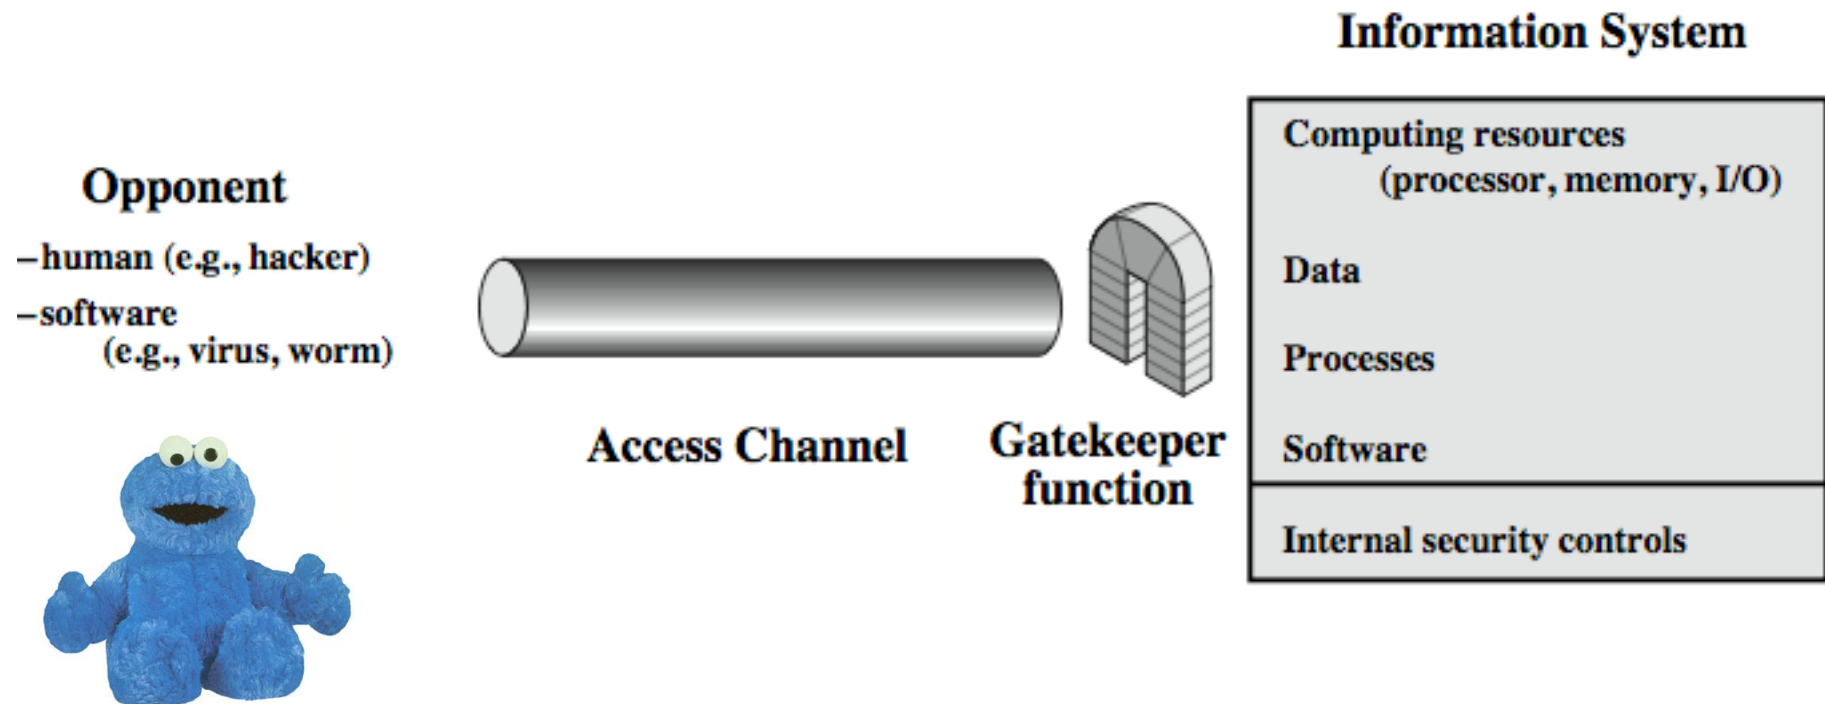 Information System
Opponent
–human (e.g., hacker)
–software
(e.g., virus, worm)
Access Channel
Gatekeeper
function
Computing resources
(processor, memory, I/O)
Data
Processes
Software
Internal security controls